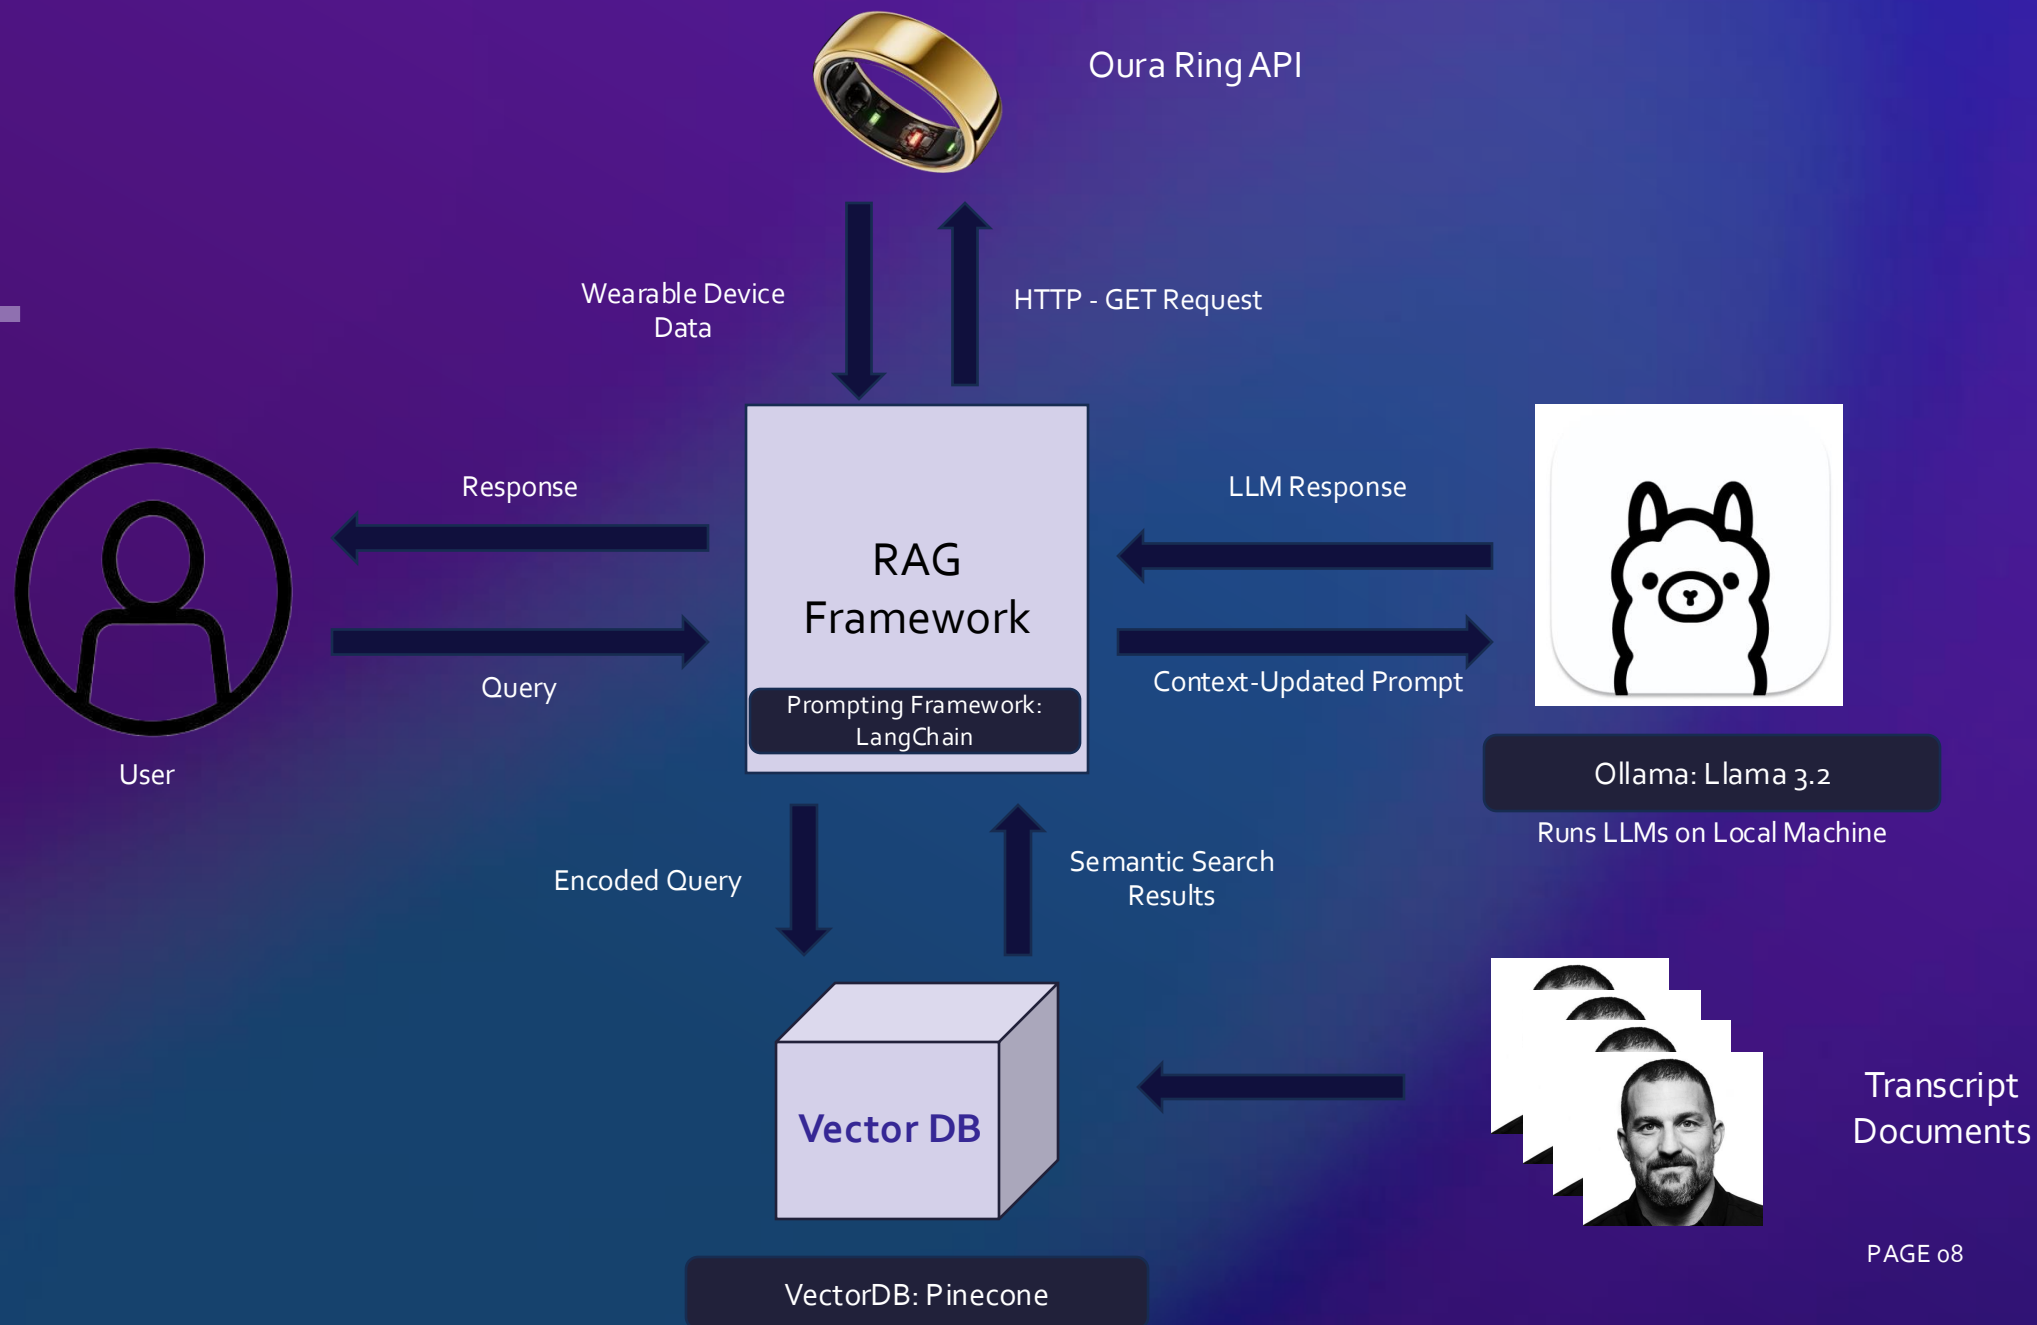 Oura Ring API
Wearable Device
Data
HTTP - GET Request
Response
LLM Response
RAG
Framework
Query
Context-Updated Prompt
Prompting Framework:
LangChain
User
Ollama: Llama 3.2
Runs LLMs on Local Machine
Encoded Query
Semantic Search
Results
Vector DB
Transcript
Documents
VectorDB: Pinecone
PAGE 08